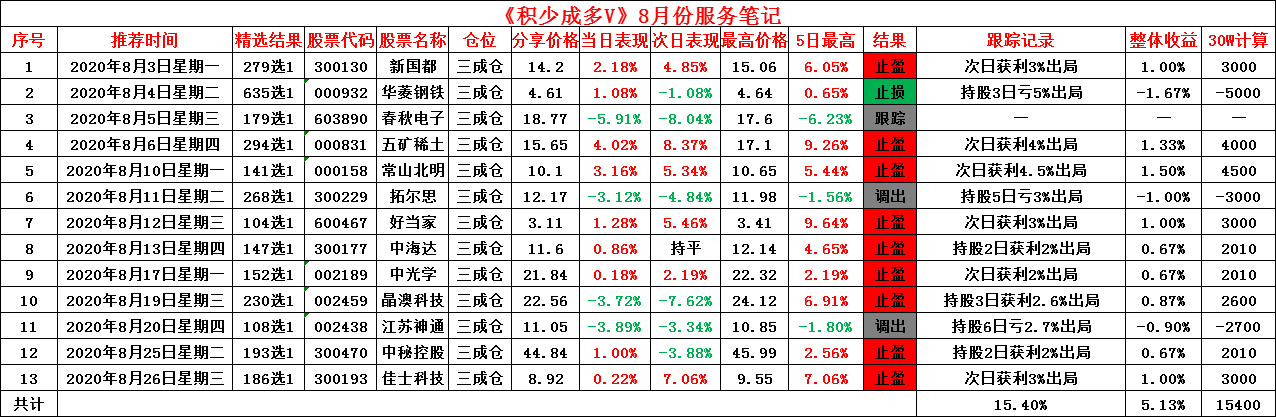 《积少成多V》8月份服务笔记
序号 推荐时间 精选结果 股票代码 股票名称 仓位 分享价格 当日表现 次日表现 最高价格 5日最高 结果 跟踪记录 整体收益 30W计算
1 2020年8月3日星期一 279选1 300130 新国都 三成仓 14.2 2.18% 4.85% 15.06 6.05% 止盈 次日获利3%出局 1.00% 3000
2 2020年8月4日星期二 635选1 000932 华菱钢铁 三成仓 4.61 1.08% -1.08% 4.64 0.65% 止损 持股3日亏5%出局 -1.67% -5000
3 2020年8月5日星期三 179选1 603890 春秋电子 三成仓 18.77 -5.91% -8.04% 17.6 -6.23% 跟踪 — — —
4 2020年8月6日星期四 294选1 000831 五矿稀土 三成仓 15.65 4.02% 8.37% 17.1 9.26% 止盈 次日获利4%出局 1.33% 4000
5 2020年8月10日星期一 141选1 000158 常山北明 三成仓 10.1 3.16% 5.34% 10.65 5.44% 止盈 次日获利4.5%出局 1.50% 4500
6 2020年8月11日星期二 268选1 300229 拓尔思 三成仓 12.17 -3.12% -4.84% 11.98 -1.56% 调出 持股5日亏3%出局 -1.00% -3000
7 2020年8月12日星期三 104选1 600467 好当家 三成仓 3.11 1.28% 5.46% 3.41 9.64% 止盈 次日获利3%出局 1.00% 3000
8 2020年8月13日星期四 147选1 300177 中海达 三成仓 11.6 0.86% 持平 12.14 4.65% 止盈 持股2日获利2%出局 0.67% 2010
9 2020年8月17日星期一 152选1 002189 中光学 三成仓 21.84 0.18% 2.19% 22.32 2.19% 止盈 次日获利2%出局 0.67% 2010
10 2020年8月19日星期三 230选1 002459 晶澳科技 三成仓 22.56 -3.72% -7.62% 24.12 6.91% 止盈 持股3日获利2.6%出局 0.87% 2600
11 2020年8月20日星期四 108选1 002438 江苏神通 三成仓 11.05 -3.89% -3.34% 10.85 -1.80% 调出 持股6日亏2.7%出局 -0.90% -2700
12 2020年8月25日星期二 193选1 300470 中秘控股 三成仓 44.84 1.00% -3.88% 45.99 2.56% 止盈 持股2日获利2%出局 0.67% 2010
13 2020年8月26日星期三 186选1 300193 佳士科技 三成仓 8.92 0.22% 7.06% 9.55 7.06% 止盈 次日获利3%出局 1.00% 3000
共计 15.40% 5.13% 15400